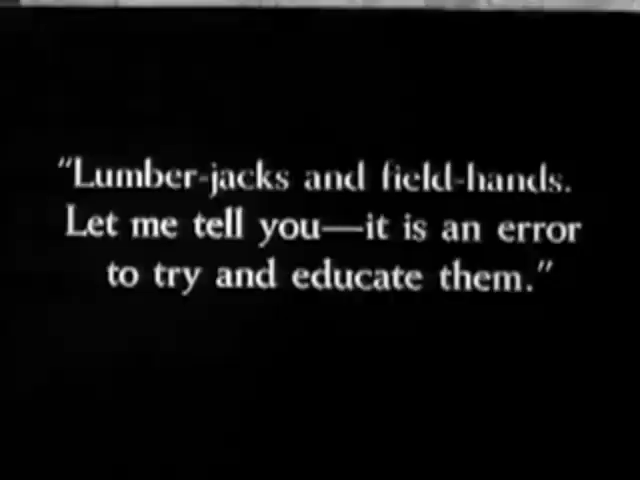 "Lumber-jacks and field-hands.
Let me tell you—it is an error
to try and educate them."